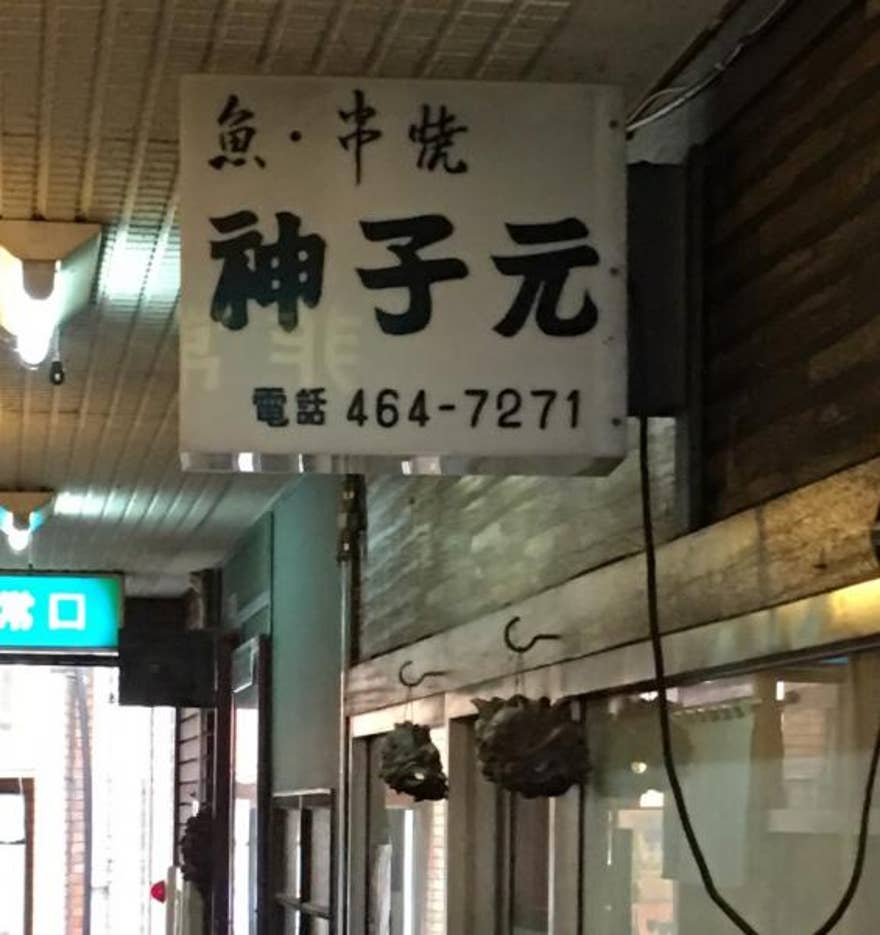 魚・串焼
神子元
電話 464-7271
常口